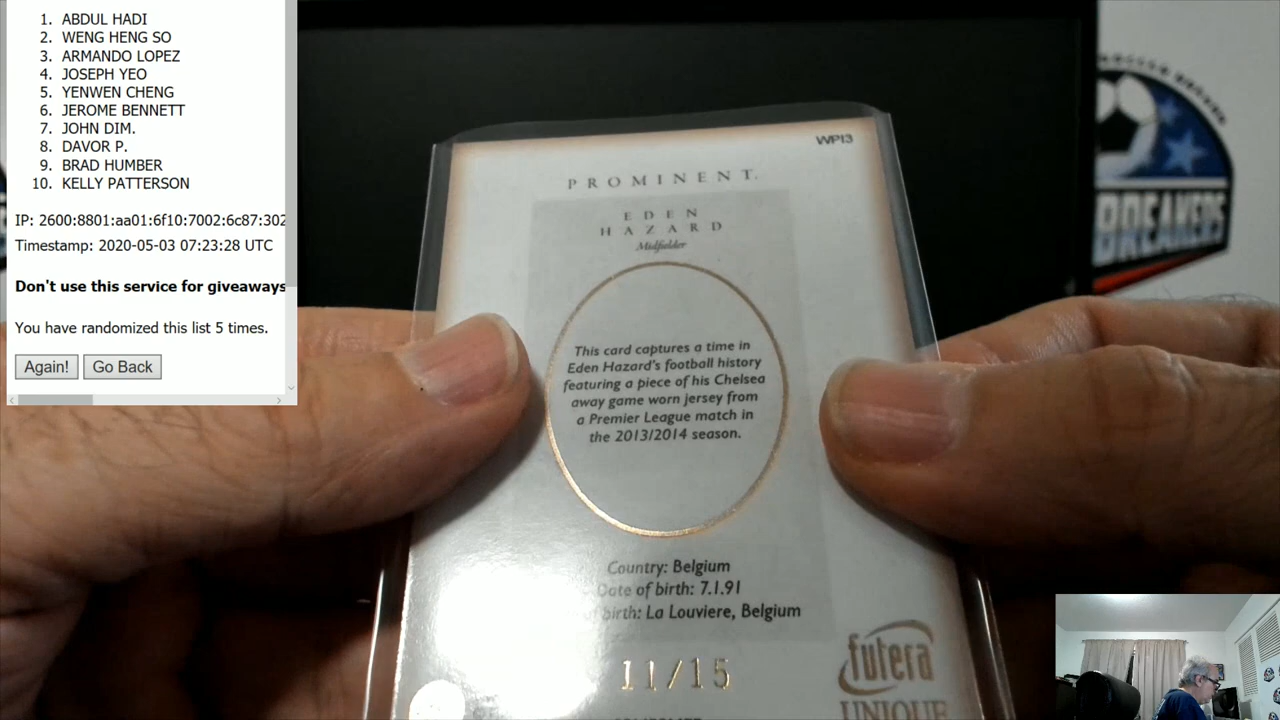 1. ABDUL HADI
2. WENG HENG SO
3. ARMANDO LOPEZ
4. JOSEPH YEO
5. YENWEN CHENG
6. JEROME BENNETT
7. JOHN DIM.
8. DAVOR P.
9. BRAD HUMBER
10. KELLY PATTERSON
IP: 2600:8801:aa01:6f10:7002:6c87:302
Timestamp: 2020-05-03 07:23:28 UTC
Don't use this service for giveaways
You have randomized this list 5 times.
Again! Go Back
WPI3
PROMINENT.
EDEN
HAZARD
Midfielder
This card captures a time in
Eden Hazard's football history
featuring a piece of his Chelsea
away game worn jersey from
a Premier League match in
the 2013/2014 season.
Country: Belgium
Date of birth: 7.1.91
birth: La Louviere, Belgium
11/15
futera
UNIQUE
BREAKERS